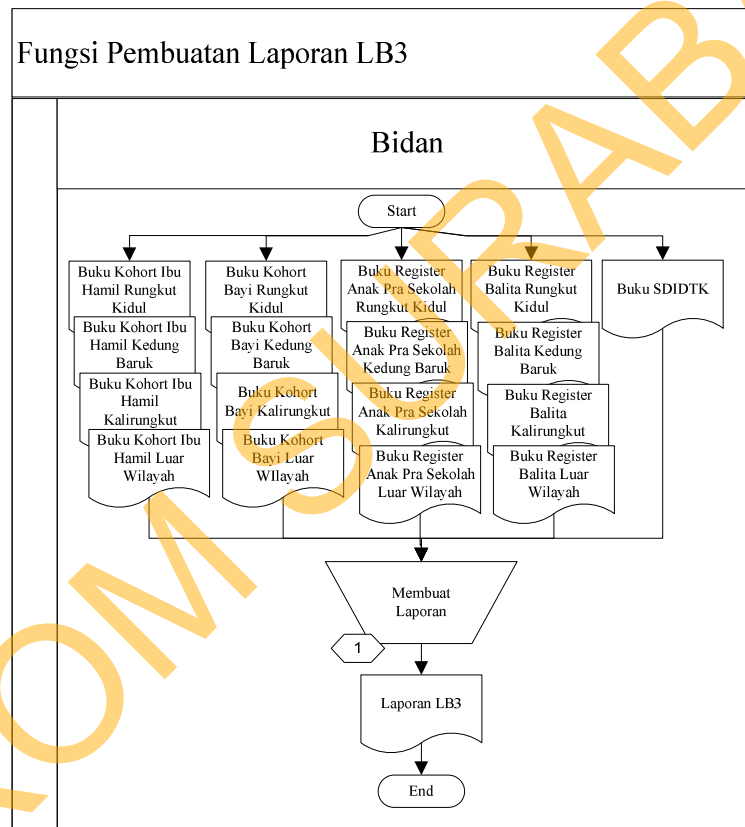 Fungsi Pembuatan Laporan LB3
Bidan
Start
Buku Kohort Ibu
Hamil Rungkut
Kidul
Buku Kohort Ibu
Hamil Kedung
Baruk
Buku Kohort Ibu
Hamil
Kalirungkut
Buku Kohort Ibu
Hamil Luar
Wilayah
Buku Kohort
Bayi Rungkut
Kidul
Buku Kohort
Bayi Kedung
Baruk
Buku Kohort
Bayi Kalirungkut
Buku Kohort
Bayi Luar
WIlayah
Buku Register
Anak Pra Sekolah
Rungkut Kidul
Buku Register
Anak Pra Sekolah
Kedung Baruk
Buku Register
Anak Pra Sekolah
Kalirungkut
Buku Register
Anak Pra Sekolah
Luar Wilayah
Buku Register
Balita Rungkut
Kidul
Buku Register
Balita Kedung
Baruk
Buku Register
Balita
Kalirungkut
Buku Register
Balita Luar
Wilayah
Buku SDIDTK
Membuat
Laporan
1
Laporan LB3
End
OM SURAB